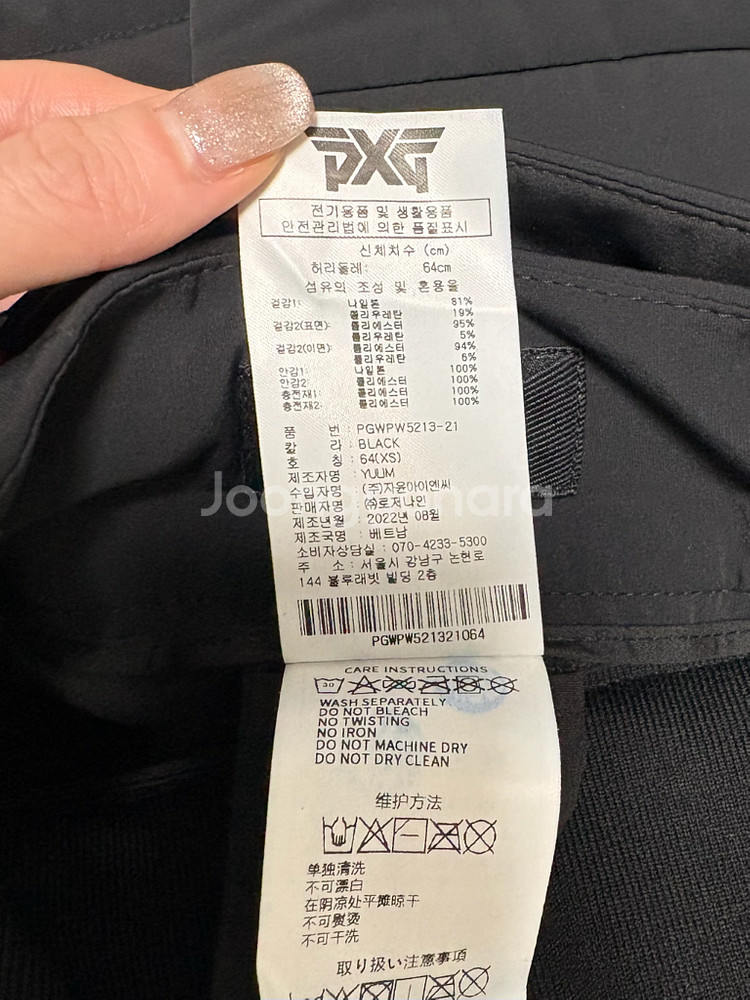 PXG
전기용품 및 생활용품
안전관리법에 의한 품질표시
신체치수 (cm)
허리둘레: 64cm
섬유의 조성 및 혼용율
겉감1: 나일론 81%
폴리우레탄 19%
겉감2(표면): 폴리에스터 95%
폴리우레탄 5%
겉감2(이면): 폴리에스터 94%
폴리우레탄 6%
안감1: 나일론 100%
안감2: 폴리에스터 100%
충전재1: 폴리에스터 100%
충전재2: 폴리에스터 100%
품 번 : PGWPW5213-21
칼 라 : BLACK
호 칭 : 64(XS)
제조자명 : YUUM
수입자명 : (주)자윤아이엔씨
판매자명 : ㈜로저나인
제조년월 : 2022년 08월
제조국명 : 베트남
소비자상담실 : 070-4233-5300
주 소 : 서울시 강남구 논현로
144 블루래빗 빌딩 2층
PGWPW521321064
CARE INSTRUCTIONS
30
WASH SEPARATELY
DO NOT BLEACH
NO TWISTING
NO IRON
DO NOT MACHINE DRY
DO NOT DRY CLEAN
维护方法
单独清洗
不可漂白
在阴凉处平摊晾干
不可熨烫
不可干洗
取り扱い注意事項